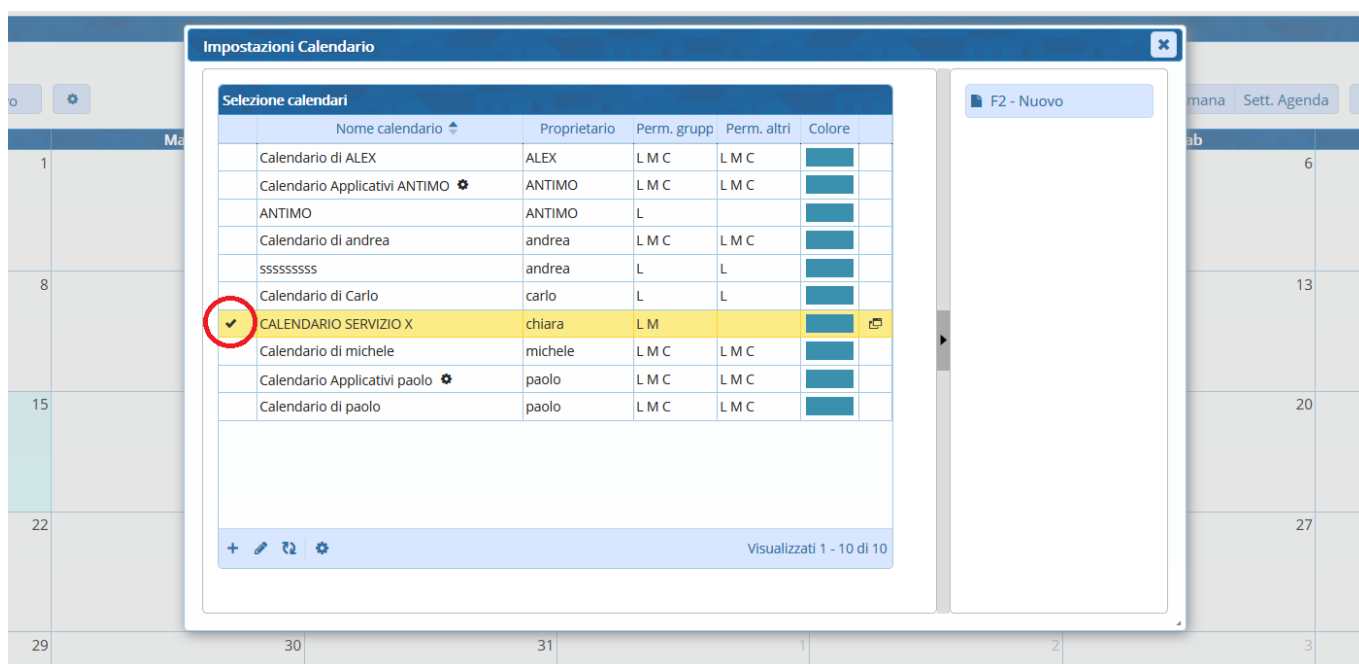 Impostazioni Calendario
Selezione calendari
F2 - Nuovo
mana Sett. Agenda
Nome calendario Proprietario Perm. grupp Perm. altri Colore
Ma
ab
1
6
Calendario di ALEX ALEX L M C L M C
Calendario Applicativi ANTIMO ANTIMO L M C L M C
ANTIMO ANTIMO L
Calendario di andrea andrea L M C L M C
sssssssss andrea L L
8
13
Calendario di Carlo carlo L L
CALENDARIO SERVIZIO X chiara L M
Calendario di michele michele L M C L M C
Calendario Applicativi paolo paolo L M C L M C
Calendario di paolo paolo L M C L M C
15
20
22
27
Visualizzati 1 - 10 di 10
29 30 31 1 2 3